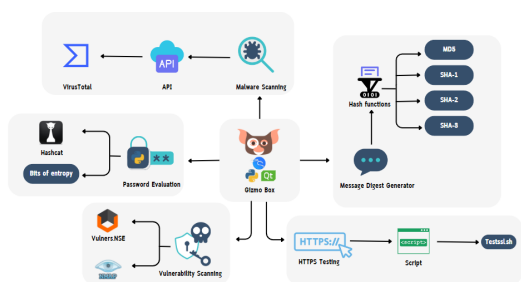 VirusTotal
API
API
Malware Scanning
Hash functions
MD5
SHA-1
SHA-2
SHA-3
Message Digest Generator
Hashcat
Bits of entropy
**
Password Evaluation
Qt
Gizmo Box
Vulners.NSE
NMAP
Vulnerability Scanning
HTTPS://
HTTPS Testing
<script>
Script
Testssl.sh